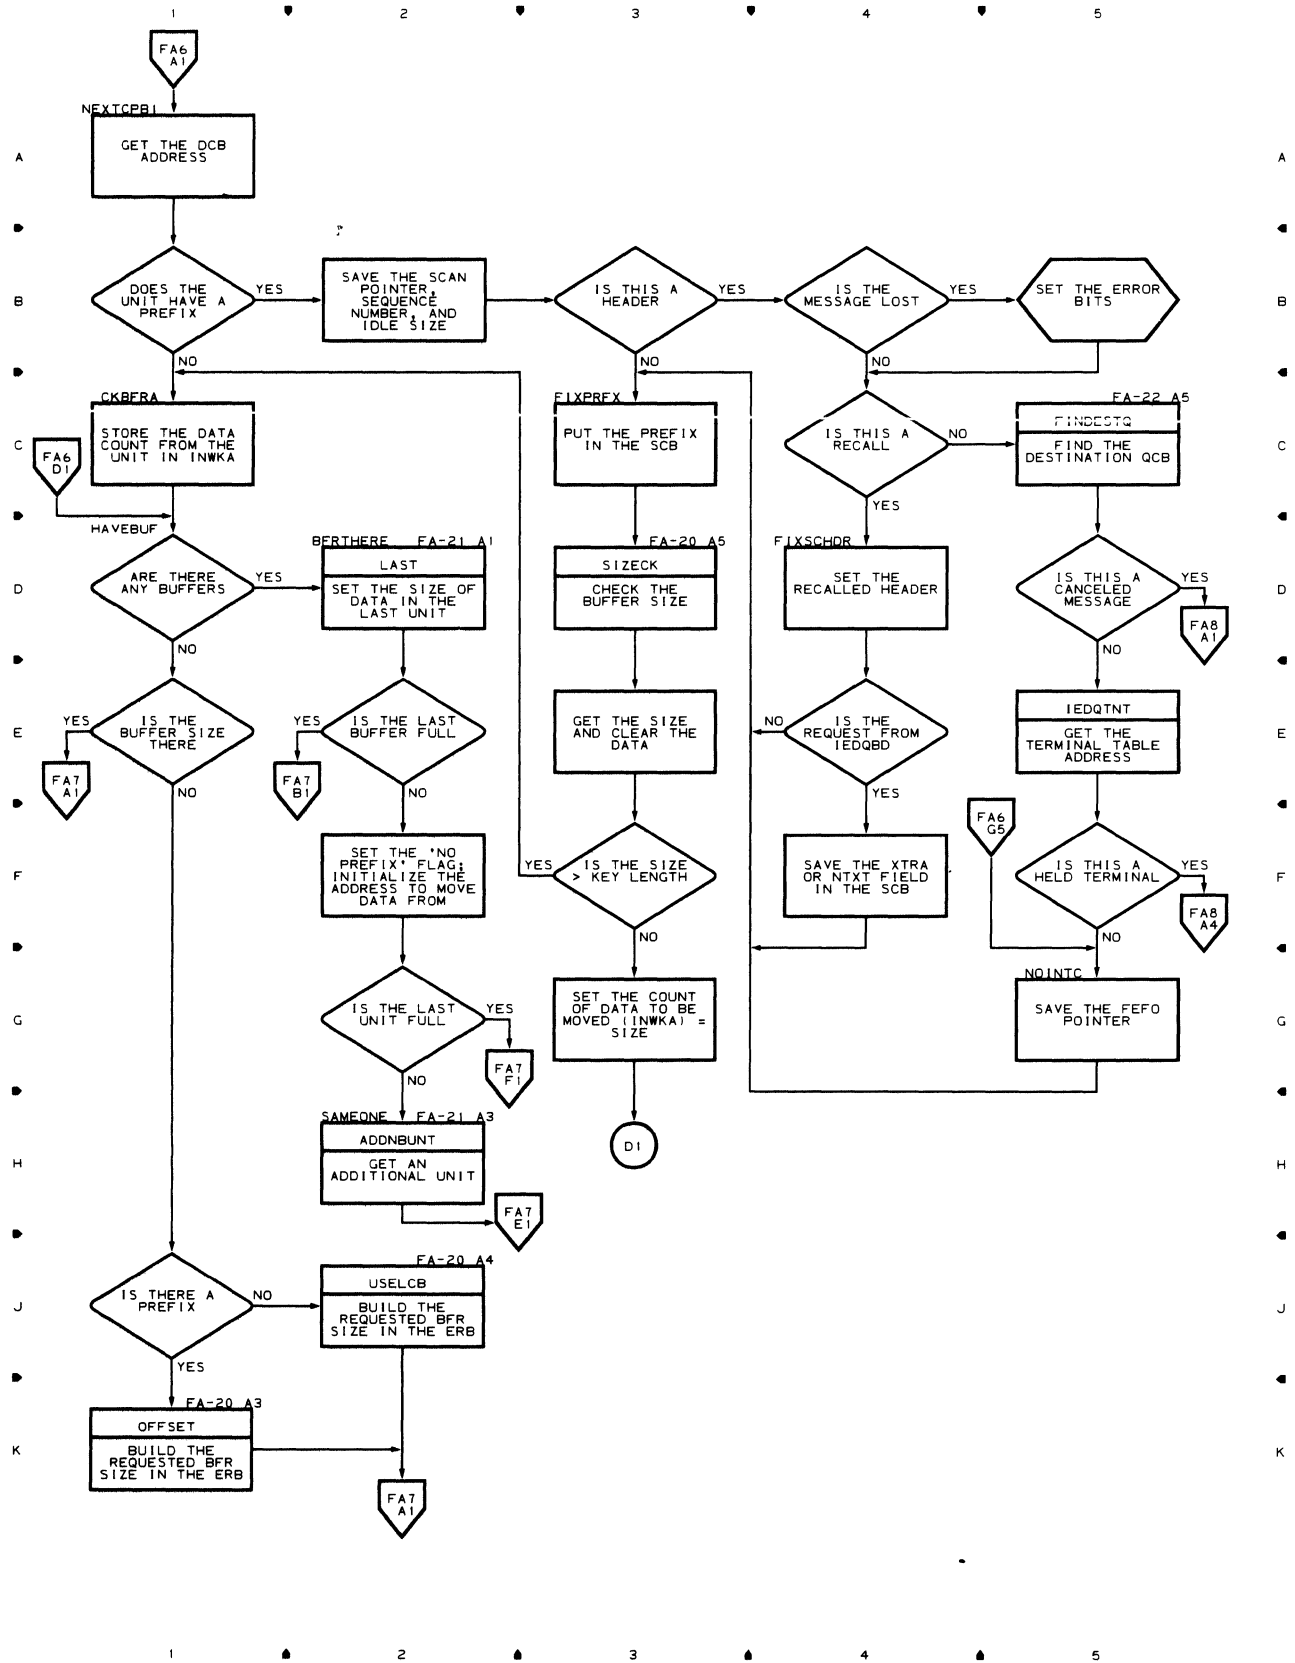 1 2 3 4 5
FA6
A1
NEXTCPB1
GET THE DCB
ADDRESS
A A
DOES THE
UNIT HAVE A
PREFIX
YES
SAVE THE SCAN
POINTER,
SEQUENCE
NUMBER, AND
IDLE SIZE
IS THIS A
HEADER
YES
IS THE
MESSAGE LOST
YES
SET THE ERROR
BITS
B B
NO
NO
NO
CKBFRA
STORE THE DATA
COUNT FROM THE
UNIT IN INWKA
FIXPRFX
PUT THE PREFIX
IN THE SCB
IS THIS A
RECALL
NO
FA-22 A5
FINDESTQ
FIND THE
DESTINATION QCB
C C
FA6
D1
YES
HAVEBUF
ARE THERE
ANY BUFFERS
YES
BFRTHERE FA-21 A1
LAST
SET THE SIZE OF
DATA IN THE
LAST UNIT
FA-20 A5
SIZECK
CHECK THE
BUFFER SIZE
FIXSCHDR
SET THE
RECALLED HEADER
IS THIS A
CANCELED
MESSAGE
YES
D D
FA8
A1
NO
NO
IS THE
BUFFER SIZE
THERE
YES
IS THE LAST
BUFFER FULL
YES
GET THE SIZE
AND CLEAR THE
DATA
IS THE
REQUEST FROM
IEDQBD
NO
IEDQTNT
GET THE
TERMINAL TABLE
ADDRESS
E E
FA7
A1
FA7
B1
NO
NO
YES
FA6
G5
SET THE 'NO
PREFIX' FLAG;
INITIALIZE THE
ADDRESS TO MOVE
DATA FROM
YES
IS THE SIZE
> KEY LENGTH
SAVE THE XTRA
OR NTXT FIELD
IN THE SCB
IS THIS A
HELD TERMINAL
YES
F F
FA8
A4
NO
NO
IS THE LAST
UNIT FULL
YES
SET THE COUNT
OF DATA TO BE
MOVED (INWKA) =
SIZE
NOINTC
SAVE THE FEFO
POINTER
G G
FA7
F1
NO
SAMEONE FA-21 A3
ADDNBUNT
GET AN
ADDITIONAL UNIT
D1
H H
FA7
E1
IS THERE A
PREFIX
NO
FA-20 A4
USELCB
BUILD THE
REQUESTED BFR
SIZE IN THE ERB
J J
YES
FA-20 A3
OFFSET
BUILD THE
REQUESTED BFR
SIZE IN THE ERB
K K
FA7
A1
1 2 3 4 5